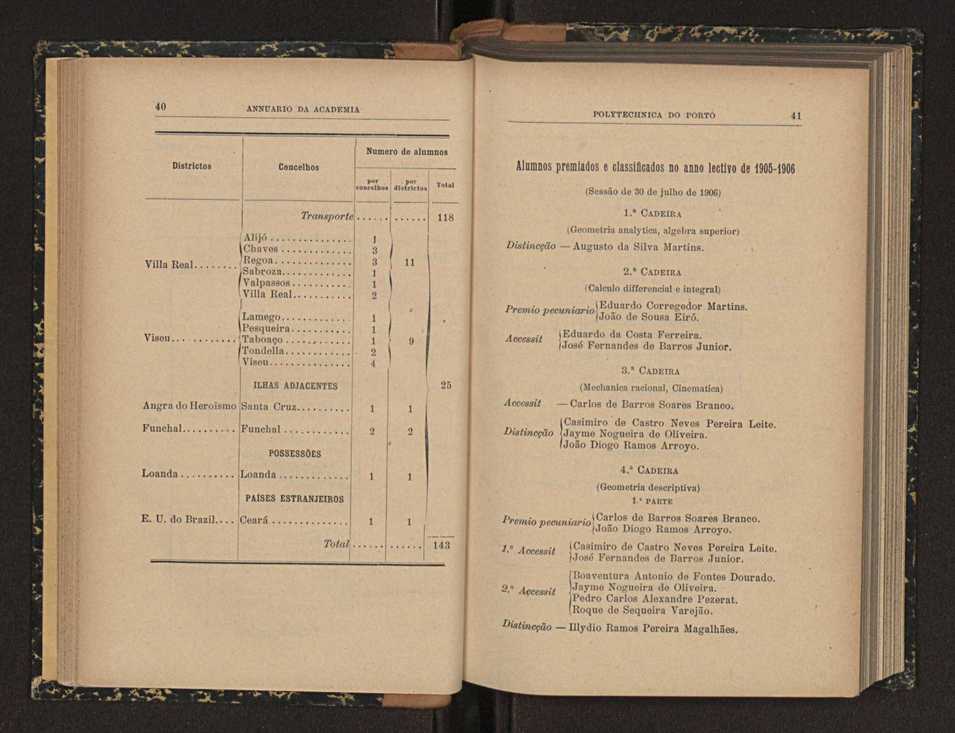 40 ANNUARIO DA ACADEMIA
Districtos Concelhos Numero de alumnos
por concelhos por districtos Total
Transporte...... ...... 118
Villa Real........ Alijó............... 1
Chaves............. 3
Regoa.............. 3 11
Sabroza............ 1
Valpassos.......... 1
Villa Real.......... 2
Lamego............ 1
Pesqueira........... 1
Viseu............ Taboaço............ 1 9
Tondella............ 2
Viseu.............. 4
ILHAS ADJACENTES 25
Angra do Heroismo Santa Cruz.......... 1 1
Funchal.......... Funchal............ 2 2
POSSESSÕES
Loanda.......... Loanda............ 1 1
PAÍSES ESTRANJEIROS
E. U. do Brazil.... Ceará.............. 1 1
Total...... ...... 143
POLYTECHNICA DO PORTO 41
Alumnos premiados e classificados no anno lectivo de 1905-1906
(Sessão de 30 de julho de 1906)
1.ª CADEIRA
(Geometria analytica, algebra superior)
Distincção — Augusto da Silva Martins.
2.ª CADEIRA
(Calculo differencial e integral)
Premio pecuniario Eduardo Corregedor Martins.
João de Sousa Eiró.
Accessit Eduardo da Costa Ferreira.
José Fernandes de Barros Junior.
3.ª CADEIRA
(Mechanica racional, Cinematica)
Accessit — Carlos de Barros Soares Branco.
Casimiro de Castro Neves Pereira Leite.
Distincção Jayme Nogueira de Oliveira.
João Diogo Ramos Arroyo.
4.ª CADEIRA
(Geometria descriptiva)
1.ª PARTE
Premio pecuniario Carlos de Barros Soares Branco.
João Diogo Ramos Arroyo.
1.º Accessit Casimiro de Castro Neves Pereira Leite.
José Fernandes de Barros Junior.
Boaventura Antonio de Fontes Dourado.
2.º Accessit Jayme Nogueira de Oliveira.
Pedro Carlos Alexandre Pezerat.
Roque de Sequeira Varejão.
Distincção — Illydio Ramos Pereira Magalhães.